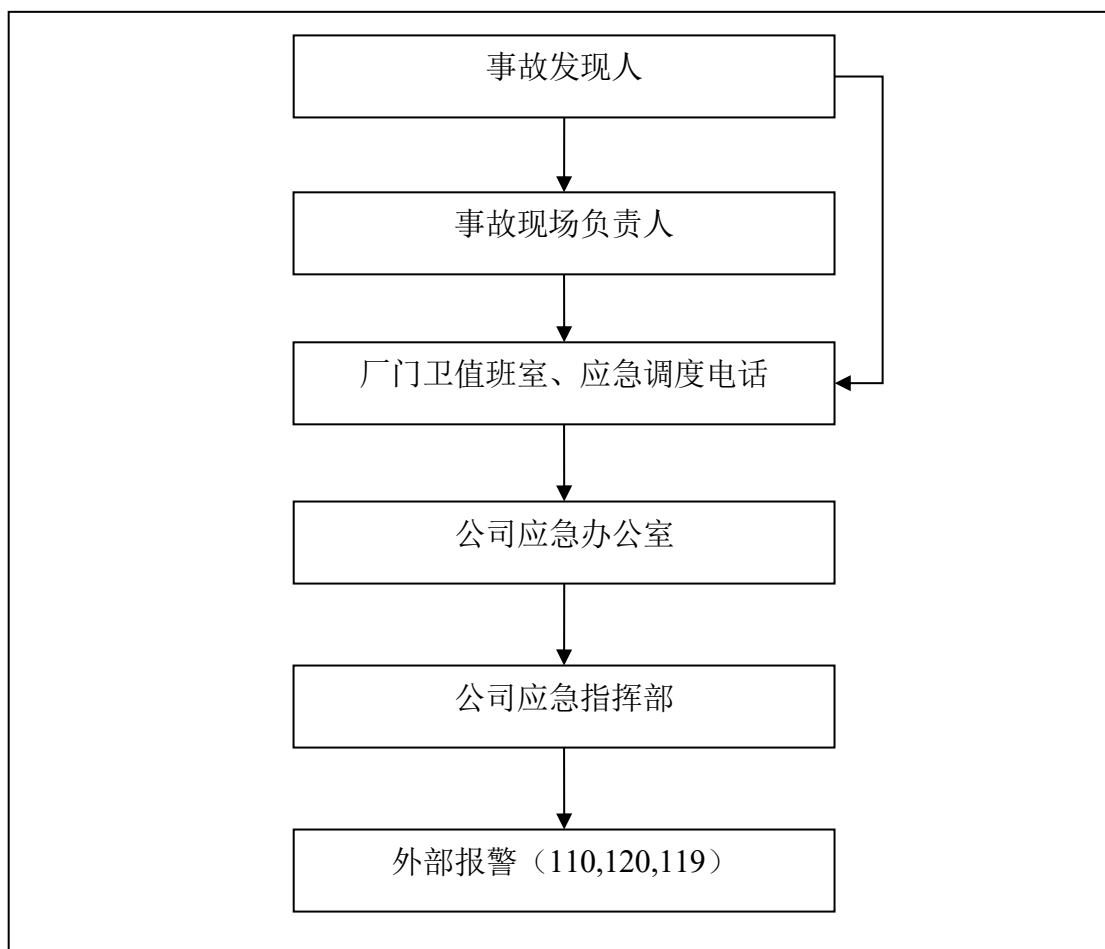 事故发现人
事故现场负责人
厂门卫值班室、应急调度电话
公司应急办公室
公司应急指挥部
外部报警（110,120,119）